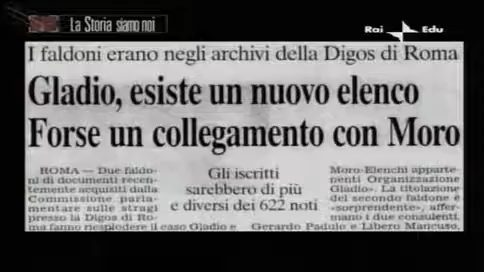 La Storia siamo noi
Rai Edu
I faldoni erano negli archivi della Digos di Roma
Gladio, esiste un nuovo elenco
Forse un collegamento con Moro
ROMA — Due faldo-
ni di documenti recen-
temente acquisiti dalla
Commissione parla-
mentare sulle stragi
presso la Digos di Ro-
ma fanno riesplodere il caso Gladio e
Gli iscritti
sarebbero di più
e diversi dei 622 noti
Moro-Elenchi apparte-
nenti Organizzazione
Gladio». La titolazione
del secondo faldone è
«sorprendente», affer-
mano i due consulenti,
Gerardo Padulo e Libero Mancuso,